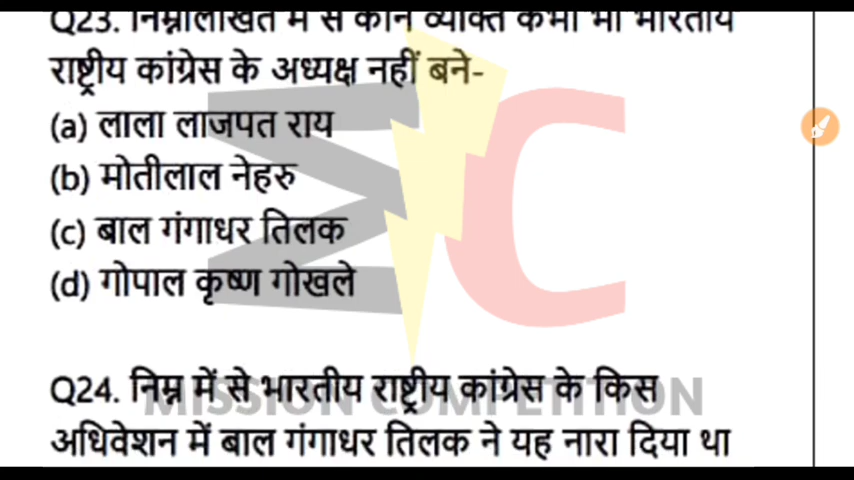 Q23. निम्नलिखित में से कौन व्यक्ति कभी भी भारतीय
राष्ट्रीय कांग्रेस के अध्यक्ष नहीं बने-
(a) लाला लाजपत राय
(b) मोतीलाल नेहरु
(c) बाल गंगाधर तिलक
(d) गोपाल कृष्ण गोखले
Q24. निम्न में से भारतीय राष्ट्रीय कांग्रेस के किस
MISSION COMPETITION
अधिवेशन में बाल गंगाधर तिलक ने यह नारा दिया था